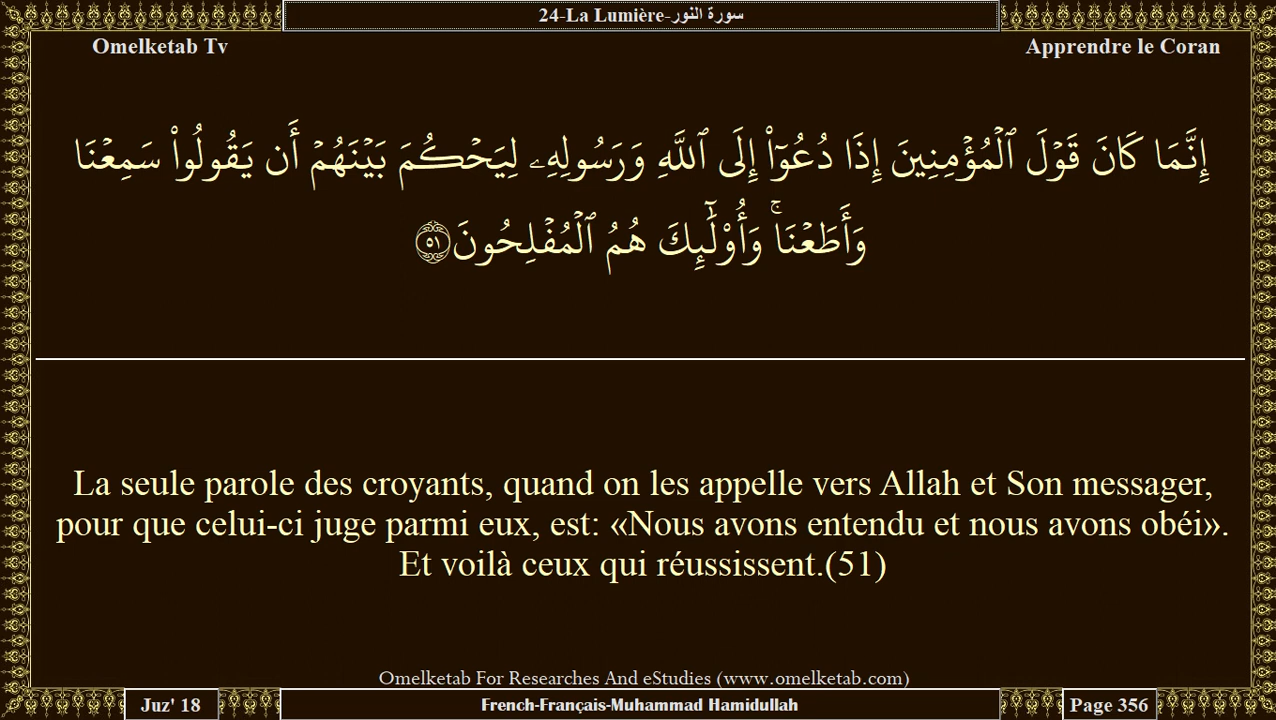 24-La Lumière-سورة النور
Omelketab Tv
Apprendre le Coran
إِنَّمَا كَانَ قَوۡلَ ٱلۡمُؤۡمِنِينَ إِذَا دُعُوٓاْ إِلَى ٱللَّهِ وَرَسُولِهِۦ لِيَحۡكُمَ بَيۡنَهُمۡ أَن يَقُولُواْ سَمِعۡنَا
وَأَطَعۡنَاۚ وَأُوْلَٰٓئِكَ هُمُ ٱلۡمُفۡلِحُونَ ٥١
La seule parole des croyants, quand on les appelle vers Allah et Son messager,
pour que celui-ci juge parmi eux, est: «Nous avons entendu et nous avons obéi».
Et voilà ceux qui réussissent.(51)
Omelketab For Researches And eStudies (www.omelketab.com)
Juz' 18
French-Français-Muhammad Hamidullah
Page 356